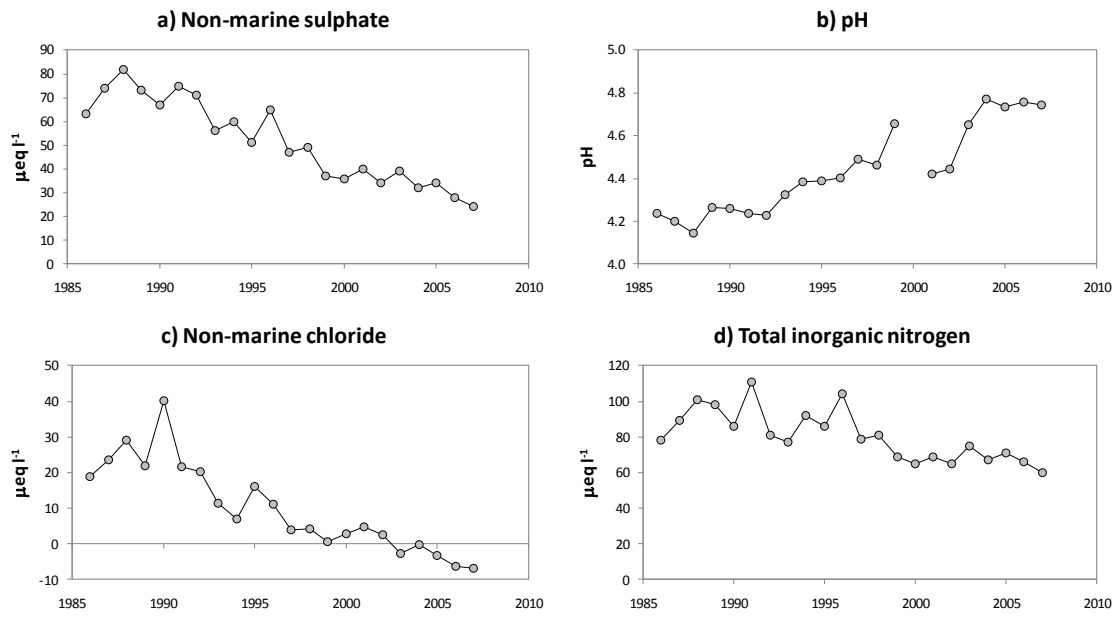 a) Non-marine sulphate
90
80
70
60
50
40
30
20
10
0
µeq l-1
1985 1990 1995 2000 2005 2010
b) pH
5.0
4.8
4.6
4.4
4.2
4.0
pH
1985 1990 1995 2000 2005 2010
c) Non-marine chloride
50
40
30
20
10
0
-10
µeq l-1
1985 1990 1995 2000 2005 2010
d) Total inorganic nitrogen
120
100
80
60
40
20
0
µeq l-1
1985 1990 1995 2000 2005 2010